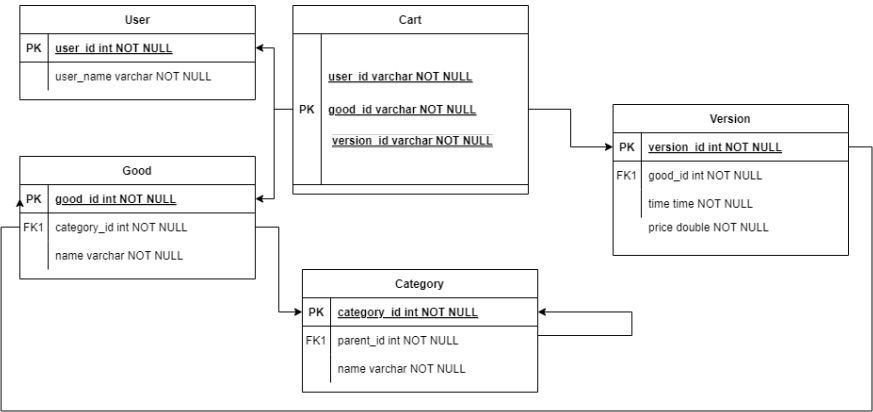 User
PK user_id int NOT NULL
user_name varchar NOT NULL
Cart
user_id varchar NOT NULL
PK good_id varchar NOT NULL
version_id varchar NOT NULL
Version
PK version_id int NOT NULL
FK1 good_id int NOT NULL
time time NOT NULL
price double NOT NULL
Good
PK good_id int NOT NULL
FK1 category_id int NOT NULL
name varchar NOT NULL
Category
PK category_id int NOT NULL
FK1 parent_id int NOT NULL
name varchar NOT NULL